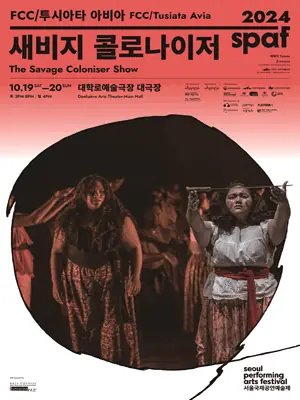 FCC/투시아타 아비아 FCC/Tusiata Avia
2024
새비지 콜로나이저
spaf
The Savage Coloniser Show
10.19 SAT—20 SUN
대학로예술극장 대극장
Daehakro Arts Theater Main Hall
seoul
performing
arts festival
서울국제공연예술제